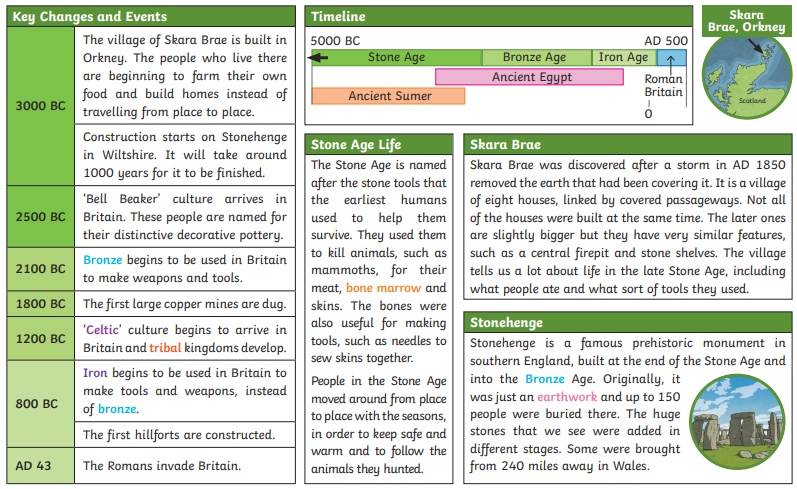 Key Changes and Events
3000 BC
The village of Skara Brae is built in
Orkney. The people who live there
are beginning to farm their own
food and build homes instead of
travelling from place to place.
Construction starts on Stonehenge
in Wiltshire. It will take around
1000 years for it to be finished.
2500 BC
‘Bell Beaker’ culture arrives in
Britain. These people are named for
their distinctive decorative pottery.
2100 BC
Bronze begins to be used in Britain
to make weapons and tools.
1800 BC
The first large copper mines are dug.
1200 BC
‘Celtic’ culture begins to arrive in
Britain and tribal kingdoms develop.
800 BC
Iron begins to be used in Britain to
make tools and weapons, instead
of bronze.
The first hillforts are constructed.
AD 43
The Romans invade Britain.
Timeline
5000 BC
AD 500
Stone Age
Bronze Age
Iron Age
Ancient Egypt
Ancient Sumer
Roman
Britain
0
Skara
Brae, Orkney
Scotland
Stone Age Life
The Stone Age is named
after the stone tools that
the earliest humans
used to help them
survive. They used them
to kill animals, such as
mammoths, for their
meat, bone marrow and
skins. The bones were
also useful for making
tools, such as needles to
sew skins together.
People in the Stone Age
moved around from place
to place with the seasons,
in order to keep safe and
warm and to follow the
animals they hunted.
Skara Brae
Skara Brae was discovered after a storm in AD 1850
removed the earth that had been covering it. It is a village
of eight houses, linked by covered passageways. Not all
of the houses were built at the same time. The later ones
are slightly bigger but they have very similar features,
such as a central firepit and stone shelves. The village
tells us a lot about life in the late Stone Age, including
what people ate and what sort of tools they used.
Stonehenge
Stonehenge is a famous prehistoric monument in
southern England, built at the end of the Stone Age and
into the Bronze Age. Originally, it
was just an earthwork and up to 150
people were buried there. The huge
stones that we see were added in
different stages. Some were brought
from 240 miles away in Wales.